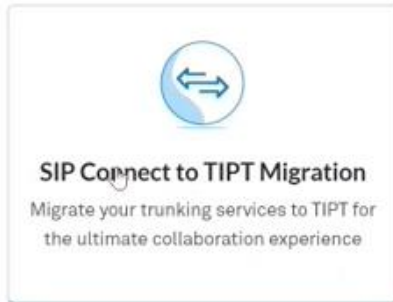 SIP Connect to TIPT Migration
Migrate your trunking services to TIPT for
the ultimate collaboration experience